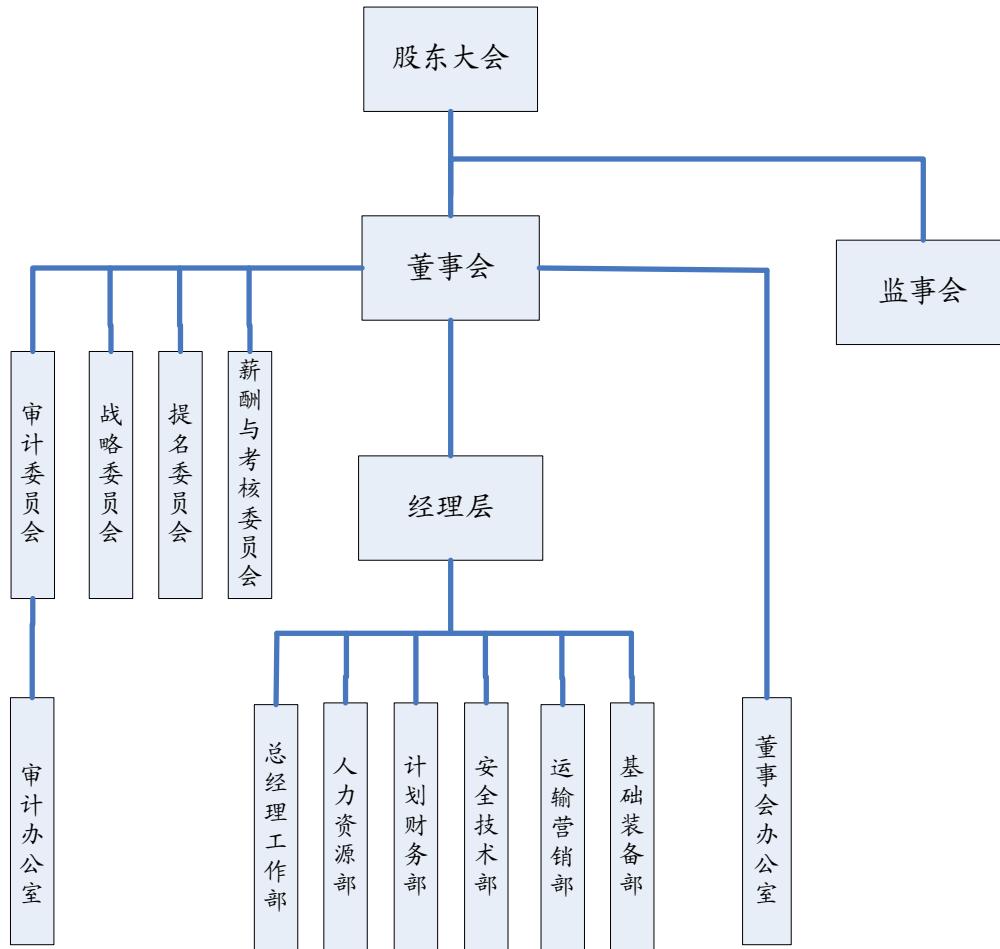 股东大会
董事会
监事会
审计委员会
战略委员会
提名委员会
薪酬与考核委员会
经理层
审计办公室
总经理工作部
人力资源部
计划财务部
安全技术部
运输营销部
基础装备部
董事会办公室